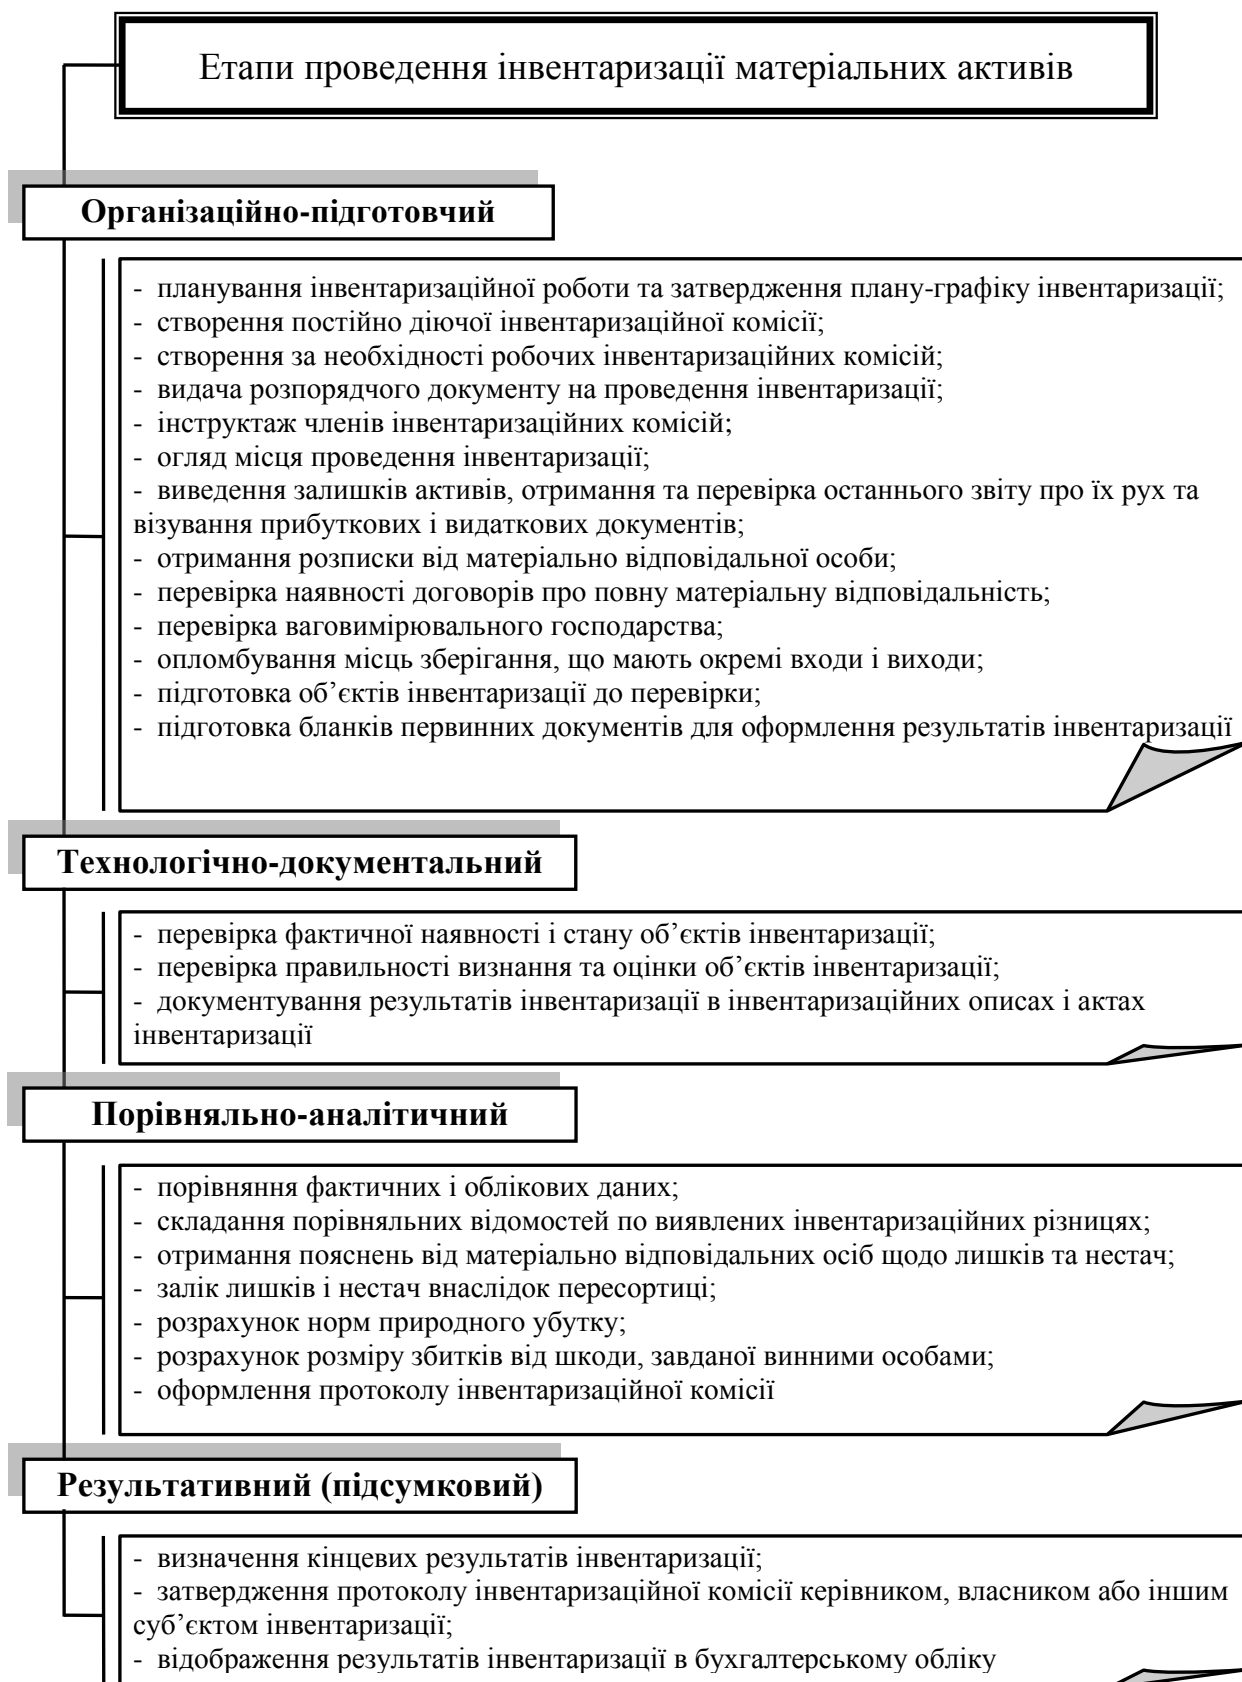 Етапи проведення інвентаризації матеріальних активів
Організаційно-підготовчий
- планування інвентаризаційної роботи та затвердження плану-графіку інвентаризації;
- створення постійно діючої інвентаризаційної комісії;
- створення за необхідності робочих інвентаризаційних комісій;
- видача розпорядчого документу на проведення інвентаризації;
- інструктаж членів інвентаризаційних комісій;
- огляд місця проведення інвентаризації;
- виведення залишків активів, отримання та перевірка останнього звіту про їх рух та
візування прибуткових і видаткових документів;
- отримання розписки від матеріально відповідальної особи;
- перевірка наявності договорів про повну матеріальну відповідальність;
- перевірка ваговимірювального господарства;
- опломбування місць зберігання, що мають окремі входи і виходи;
- підготовка об’єктів інвентаризації до перевірки;
- підготовка бланків первинних документів для оформлення результатів інвентаризації
Технологічно-документальний
- перевірка фактичної наявності і стану об’єктів інвентаризації;
- перевірка правильності визнання та оцінки об’єктів інвентаризації;
- документування результатів інвентаризації в інвентаризаційних описах і актах
інвентаризації
Порівняльно-аналітичний
- порівняння фактичних і облікових даних;
- складання порівняльних відомостей по виявлених інвентаризаційних різницях;
- отримання пояснень від матеріально відповідальних осіб щодо лишків та нестач;
- залік лишків і нестач внаслідок пересортиці;
- розрахунок норм природного убутку;
- розрахунок розміру збитків від шкоди, завданої винними особами;
- оформлення протоколу інвентаризаційної комісії
Результативний (підсумковий)
- визначення кінцевих результатів інвентаризації;
- затвердження протоколу інвентаризаційної комісії керівником, власником або іншим
суб’єктом інвентаризації;
- відображення результатів інвентаризації в бухгалтерському обліку